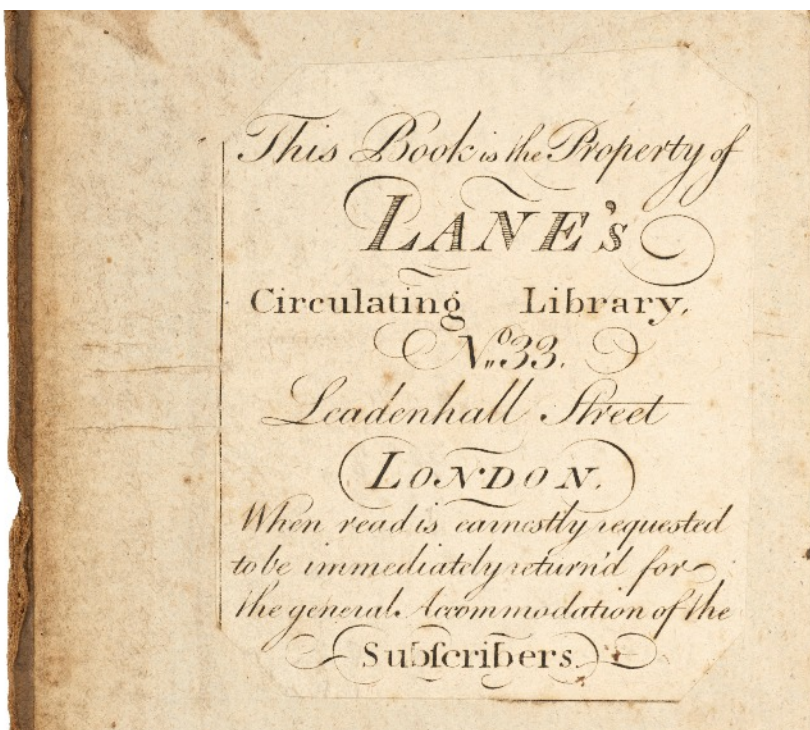 This Book is the Property of
LANE's
Circulating Library,
No. 33.
Leadenhall Street
LONDON.
When read is earnestly requested
to be immediately return'd for
the general Accommodation of the
Subſcribers.